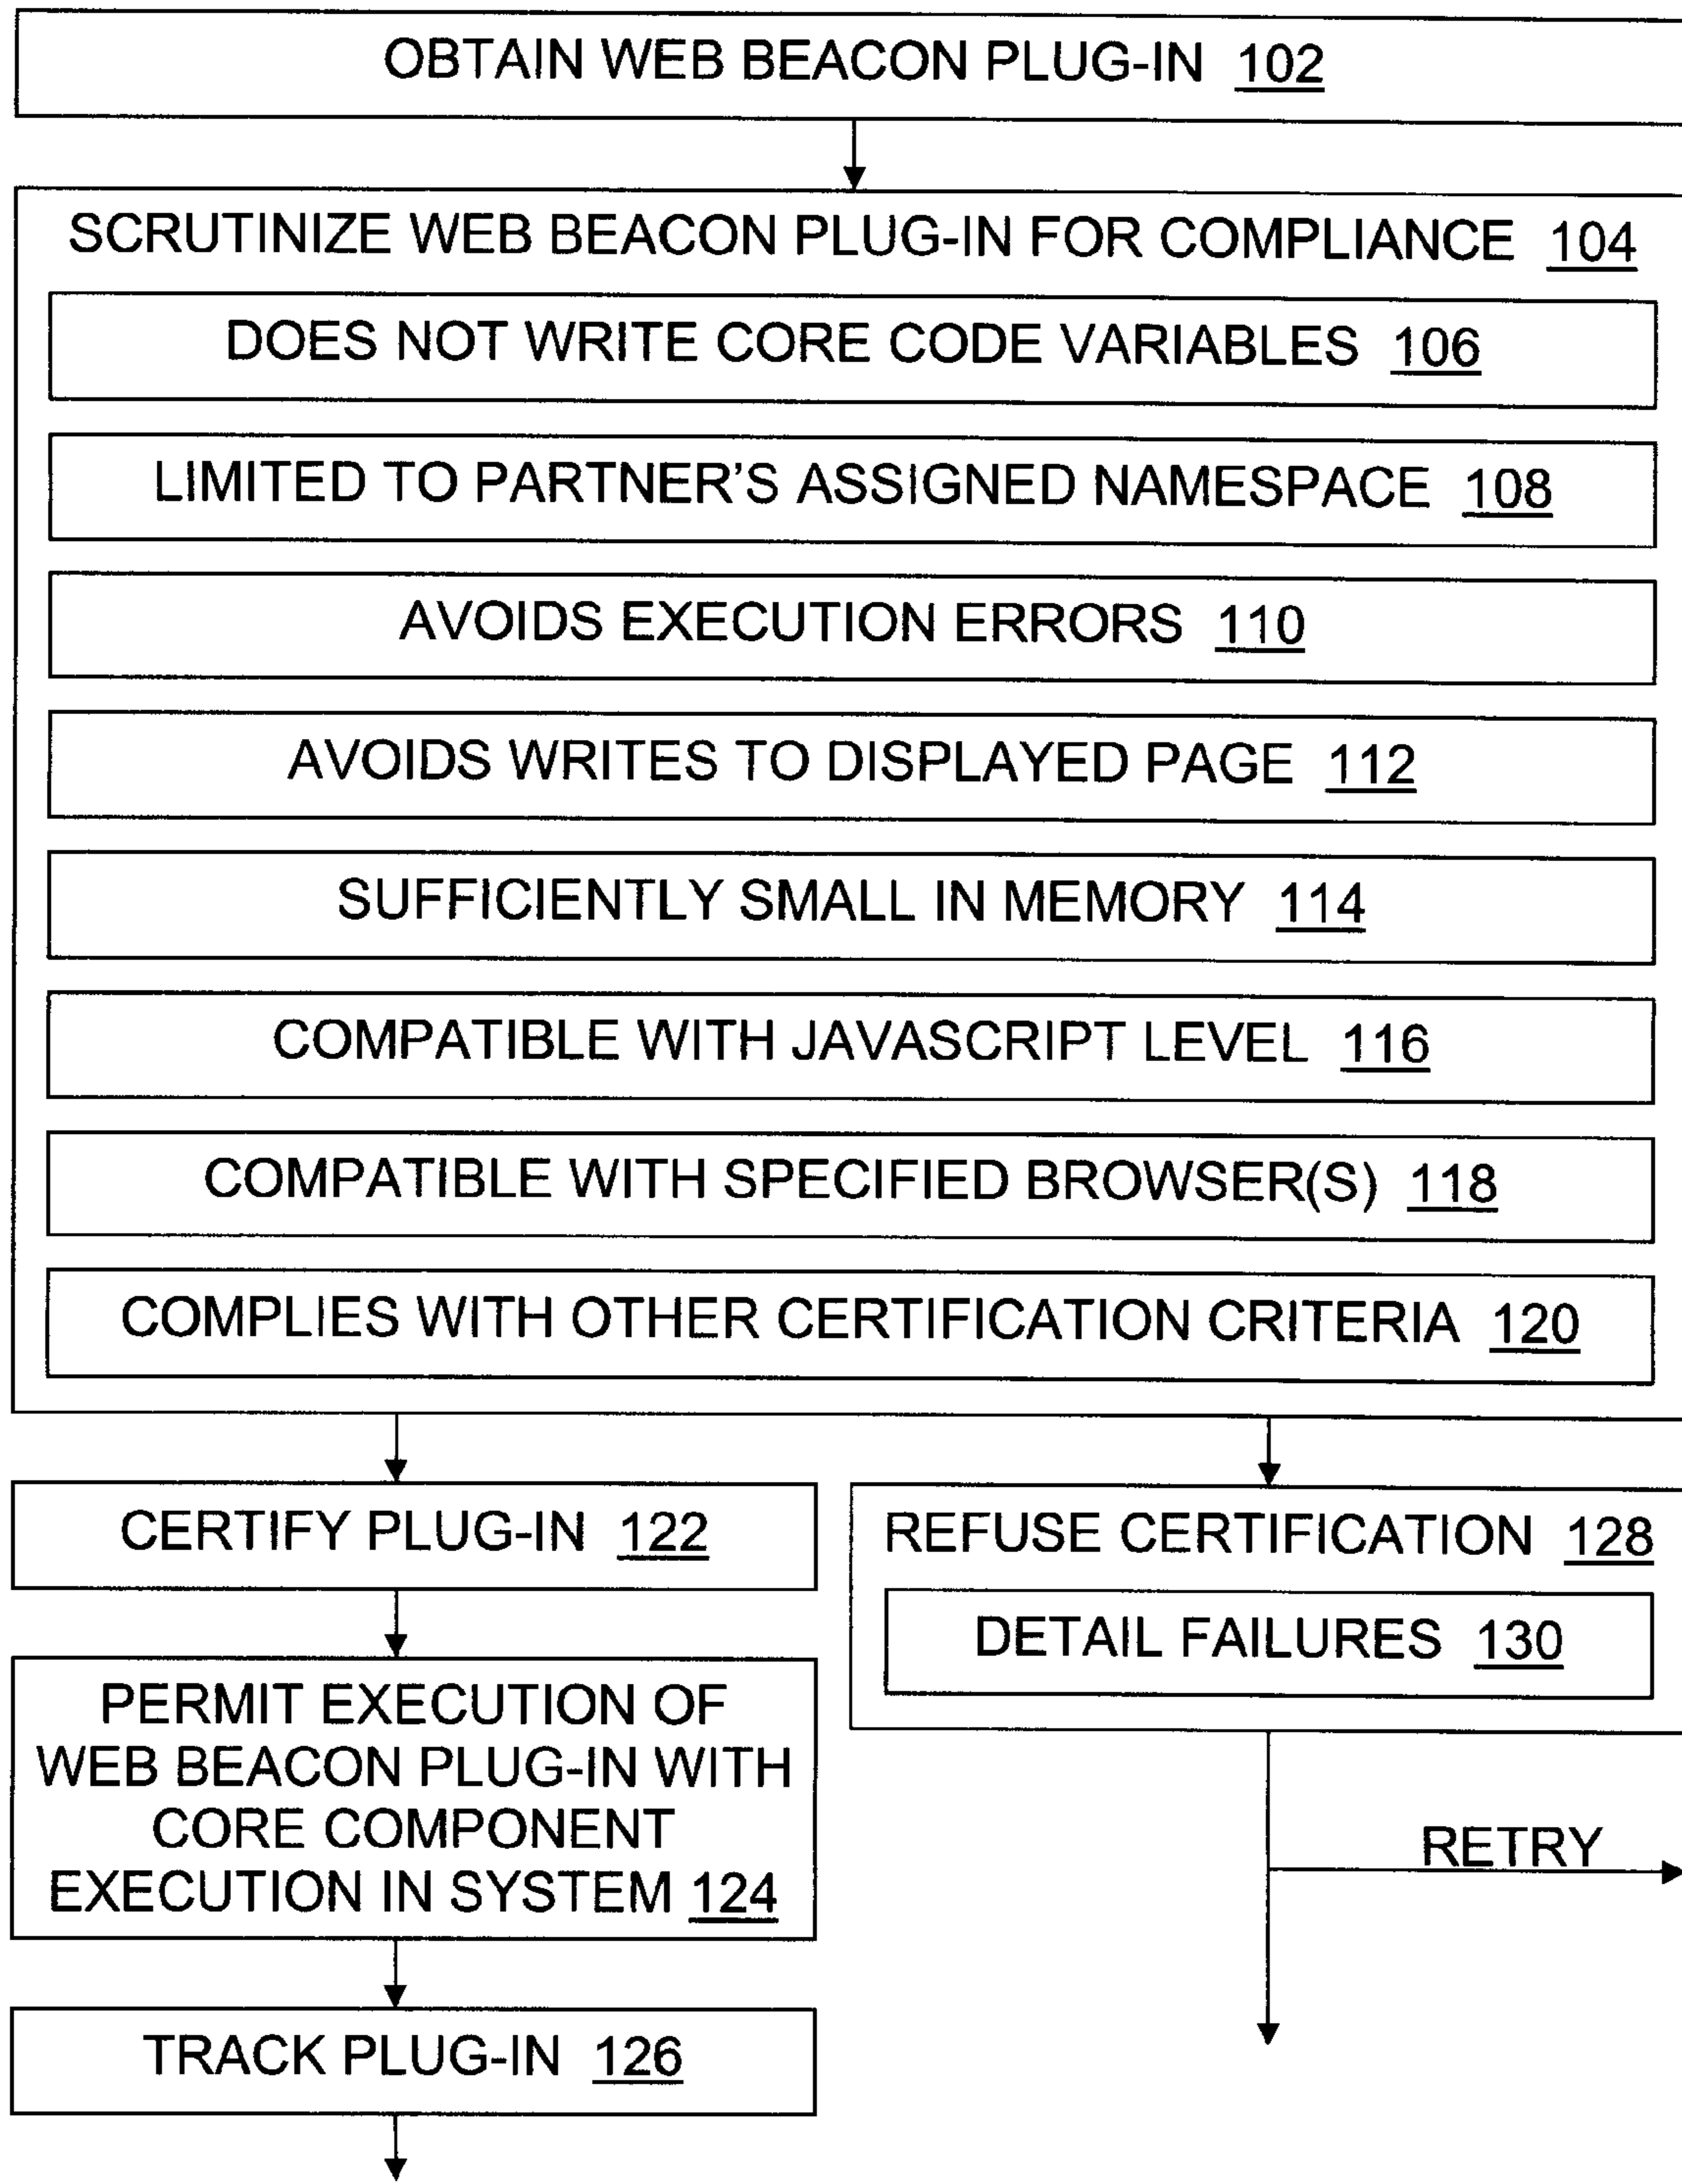 OBTAIN WEB BEACON PLUG-IN 102
SCRUTINIZE WEB BEACON PLUG-IN FOR COMPLIANCE 104
DOES NOT WRITE CORE CODE VARIABLES 106
LIMITED TO PARTNER'S ASSIGNED NAMESPACE 108
AVOIDS EXECUTION ERRORS 110
AVOIDS WRITES TO DISPLAYED PAGE 112
SUFFICIENTLY SMALL IN MEMORY 114
COMPATIBLE WITH JAVASCRIPT LEVEL 116
COMPATIBLE WITH SPECIFIED BROWSER(S) 118
COMPLIES WITH OTHER CERTIFICATION CRITERIA 120
CERTIFY PLUG-IN 122
PERMIT EXECUTION OF
WEB BEACON PLUG-IN WITH
CORE COMPONENT
EXECUTION IN SYSTEM 124
TRACK PLUG-IN 126
REFUSE CERTIFICATION 128
DETAIL FAILURES 130
RETRY